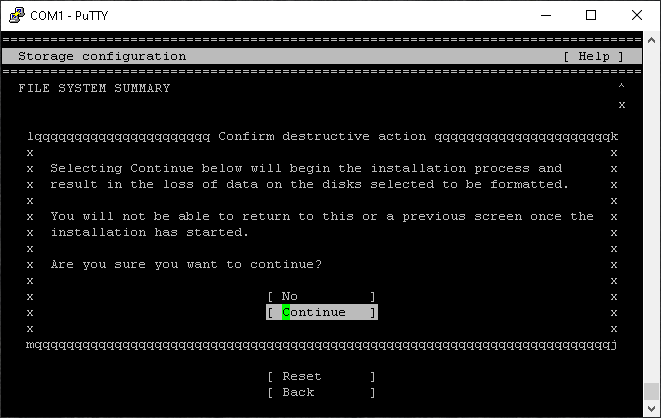 COM1 - PuTTY
================================================================================
Storage configuration [ Help ]
================================================================================
FILE SYSTEM SUMMARY ^
x
lqqqqqqqqqqqqqqqqqqqqqq Confirm destructive action qqqqqqqqqqqqqqqqqqqqqqk
x x
x Selecting Continue below will begin the installation process and x
x result in the loss of data on the disks selected to be formatted. x
x x
x You will not be able to return to this or a previous screen once the x
x installation has started. x
x x
x Are you sure you want to continue? x
x x
x [ No ] x
x [ Continue ] x
x x
mqqqqqqqqqqqqqqqqqqqqqqqqqqqqqqqqqqqqqqqqqqqqqqqqqqqqqqqqqqqqqqqqqqqqqqqqj
[ Reset ]
[ Back ]